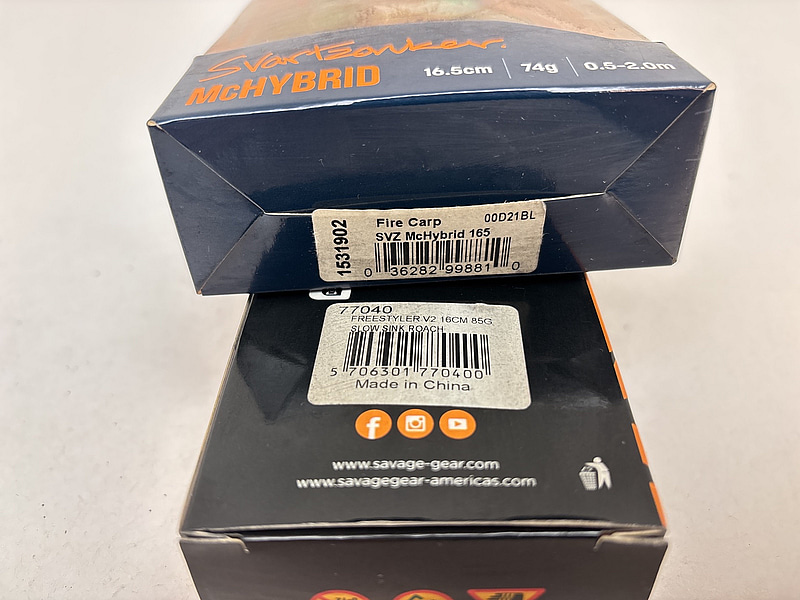 Svartzonker
McHYBRID
16.5cm | 74g | 0.5-2.0m
1531902
Fire Carp 00D21BL
SVZ McHybrid 165
0 36282 99881 0
77040
FREESTYLER V2 16CM 85G
SLOW SINK ROACH
5 706301 770400
Made in China
www.savage-gear.com
www.savagegear-americas.com